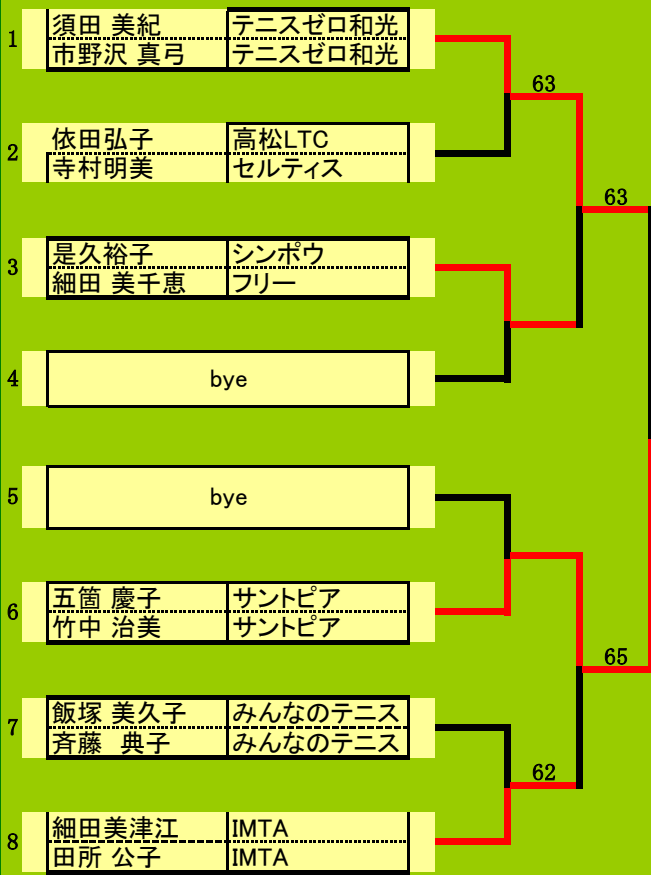 1 須田 美紀 テニスゼロ和光
市野沢 真弓 テニスゼロ和光
63
2 依田弘子 高松LTC
寺村明美 セルティス
63
3 是久裕子 シンポウ
細田 美千恵 フリー
4 bye
5 bye
6 五箇 慶子 サントピア
竹中 治美 サントピア
65
7 飯塚 美久子 みんなのテニス
斉藤 典子 みんなのテニス
62
8 細田美津江 IMTA
田所 公子 IMTA